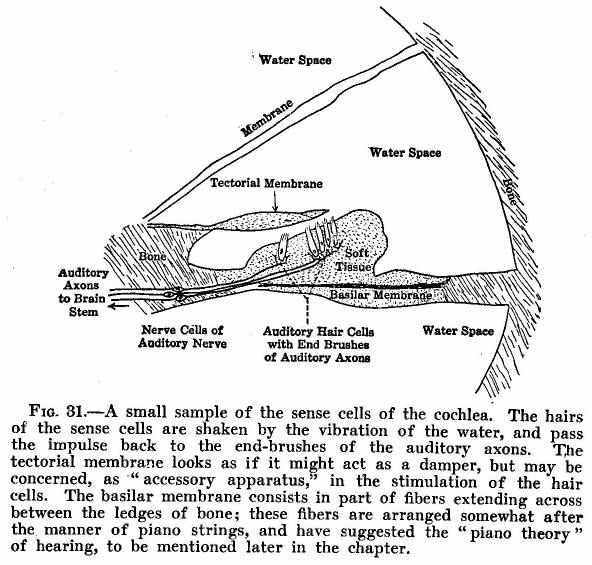 Water Space
Membrane
Water Space
Tectorial Membrane
Bone
Bone
Soft
Tissue
Auditory
Axons
to Brain
Stem
Basilar Membrane
Nerve Cells of
Auditory Nerve
Auditory Hair Cells
with End Brushes
of Auditory Axons
Water Space
FIG. 31.—A small sample of the sense cells of the cochlea. The hairs
of the sense cells are shaken by the vibration of the water, and pass
the impulse back to the end-brushes of the auditory axons. The
tectorial membrane looks as if it might act as a damper, but may be
concerned, as "accessory apparatus," in the stimulation of the hair
cells. The basilar membrane consists in part of fibers extending across
between the ledges of bone; these fibers are arranged somewhat after
the manner of piano strings, and have suggested the "piano theory"
of hearing, to be mentioned later in the chapter.